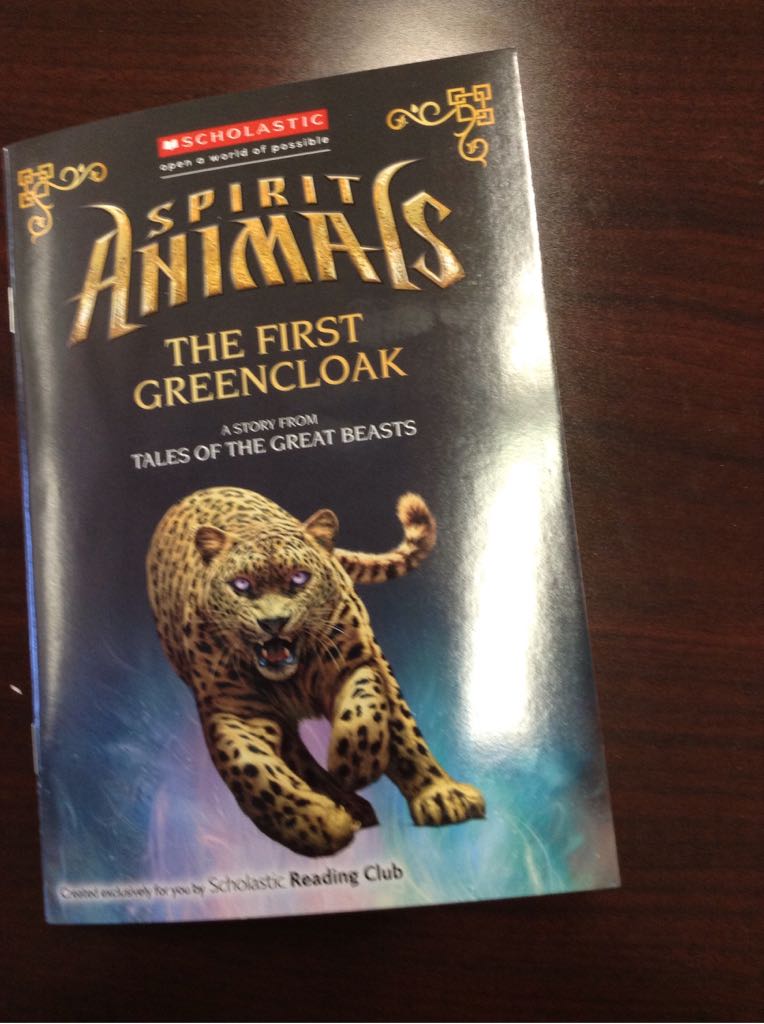 SCHOLASTIC
open a world of possible
SPIRIT
ANIMALS
THE FIRST
GREENCLOAK
A STORY FROM
TALES OF THE GREAT BEASTS
Created exclusively for you by Scholastic Reading Club